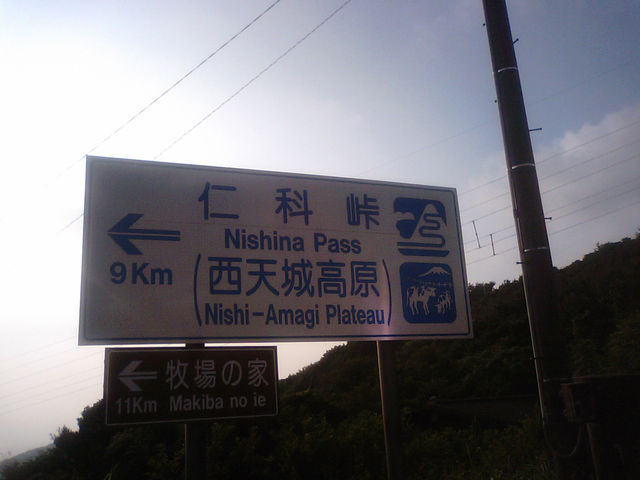 仁科峠
Nishina Pass
9Km
(西天城高原)
(Nishi-Amagi Plateau)
牧場の家
11Km Makiba no ie